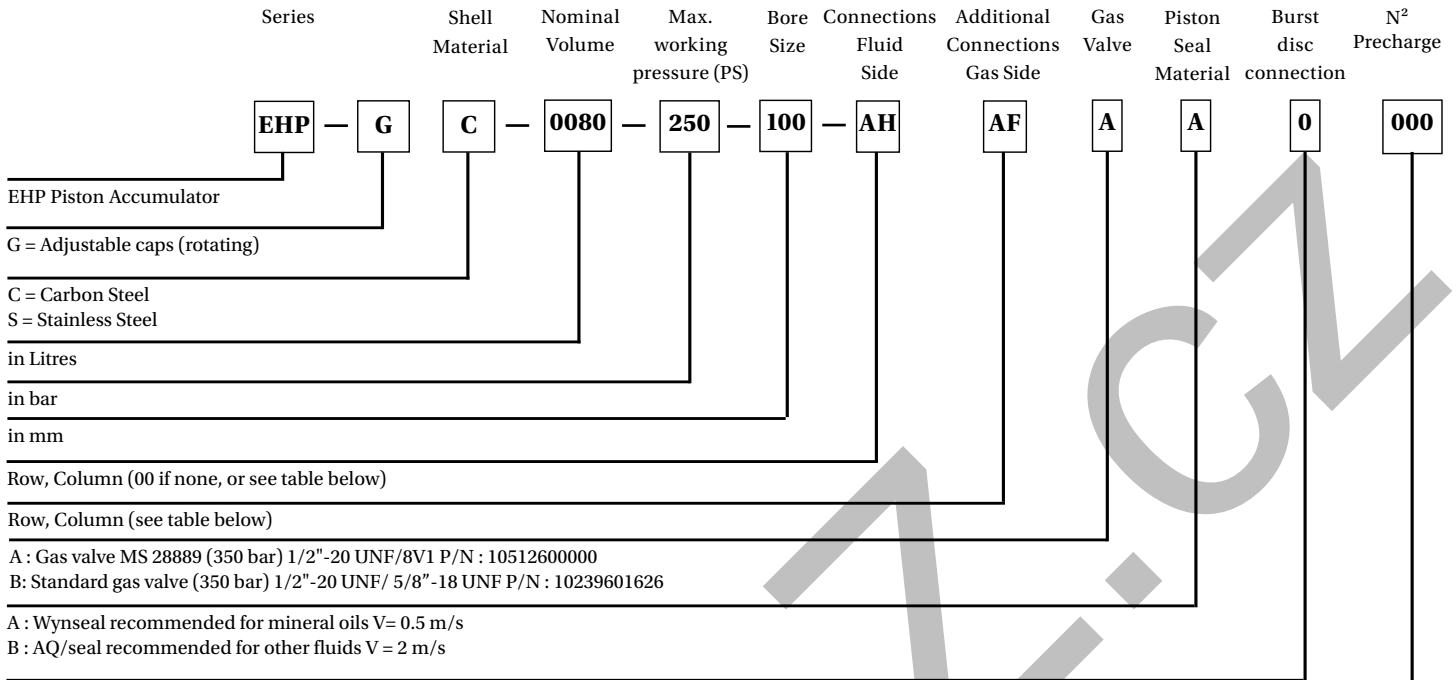 Series Shell Nominal Max. Bore Connections Additional Gas Piston Burst N²
Material Volume working Size Fluid Connections Valve Seal disc Precharge
pressure (PS) Side Gas Side Material connection
EHP — G C — 0080 — 250 — 100 — AH AF A A 0 000
EHP Piston Accumulator
G = Adjustable caps (rotating)
C = Carbon Steel
S = Stainless Steel
in Litres
in bar
in mm
Row, Column (00 if none, or see table below)
Row, Column (see table below)
A : Gas valve MS 28889 (350 bar) 1/2"-20 UNF/8V1 P/N : 10512600000
B: Standard gas valve (350 bar) 1/2"-20 UNF/ 5/8″-18 UNF P/N : 10239601626
A : Wynseal recommended for mineral oils V= 0.5 m/s
B : AQ/seal recommended for other fluids V = 2 m/s
Z.CZ